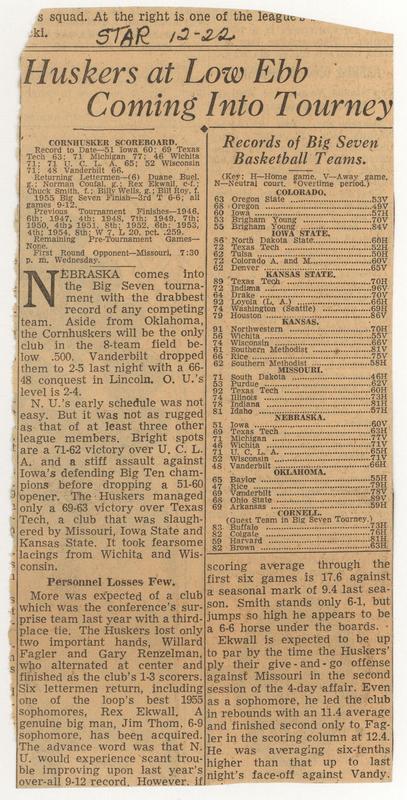 s squad. At the right is one of the league's
ki.
STAR 12-22
Huskers at Low Ebb
Coming Into Tourney
CORNHUSKER SCOREBOARD.
Record to Date—51 Iowa 60; 69 Texas
Tech 63; 71 Michigan 77; 46 Wichita
71; 71 U. C. L. A. 65; 52 Wisconsin
71; 48 Vanderbilt 66.
Returning Lettermen—(6) Duane Buel,
g.; Norman Coufal, g.; Rex Ekwall, c-f.;
Chuck Smith, f.; Billy Wells, g.; Bill Roy, f.
1955 Big Seven Finish—3rd T 6-6; all
games 9-12.
Previous Tournament Finishes—1946,
6th; 1947, 4th; 1948, 7th; 1949, 7th;
1950, 4th; 1951, 8th; 1952, 6th; 1953,
4th; 1954, 8th; W 7, L 20, pct. .259.
Remaining Pre-Tournament Games—
None.
First Round Opponent—Missouri, 7:30
p. m. Wednesday.
NEBRASKA comes into
the Big Seven tourna-
ment with the drabbest
record of any competing
team. Aside from Oklahoma,
the Cornhuskers will be the only
club in the 8-team field be-
low .500. Vanderbilt dropped
them to 2-5 last night with a 66-
48 conquest in Lincoln. O. U.'s
level is 2-4.
N. U.'s early schedule was not
easy. But it was not as rugged
as that of at least three other
league members. Bright spots
are a 71-62 victory over U. C. L.
A. and a stiff assault against
Iowa's defending Big Ten cham-
pions before dropping a 51-60
opener. The Huskers managed
only a 69-63 victory over Texas
Tech, a club that was slaugh-
ered by Missouri, Iowa State and
Kansas State. It took fearsome
lacings from Wichita and Wis-
consin.
Personnel Losses Few.
More was expected of a club
which was the conference's sur-
prise team last year with a third-
place tie. The Huskers lost only
two important hands, Willard
Fagler and Gary Renzelman,
who alternated at center and
finished as the club's 1-3 scorers.
Six lettermen return, including
one of the loop's best 1955
sophomores, Rex Ekwall. A
genuine big man, Jim Thom, 6-9
sophomore, has been acquired.
The advance word was that N.
U. would experience scant trou-
ble improving upon last year's
over-all 9-12 record. However, if
Records of Big Seven
Basketball Teams.
(Key: H—Home game, V—Away game,
N—Neutral court, *Overtime period.)
COLORADO.
63 Oregon State 53V
68 Oregon 49V
60 Iowa 57H
53 Brigham Young 70V
55 Brigham Young 84V
IOWA STATE.
86 North Dakota State 68H
72 Texas Tech 52H
62 Tulsa 50H
72 Colorado A. and M. 60V
62 Denver 65V
KANSAS STATE.
89 Texas Tech 70H
72 Indiana 96V
64 Drake 70V
92 Loyola (L. A.) 66H
74 Washington (Seattle) 69H
79 Houston 86V
KANSAS.
91 Northwestern 70H
56 Wichita 55V
74 Wisconsin 66V
61 Southern Methodist 81V
66 Rice 75V
62 Southern Methodist 58H
MISSOURI.
71 South Dakota 46H
53 Purdue 62V
92 Texas Tech 60H
74 Illinois 73H
78 Indiana 81H
81 Idaho 57H
NEBRASKA.
51 Iowa 60V
69 Texas Tech 63H
71 Michigan 77V
46 Wichita 71V
71 U. C. L. A. 65H
52 Wisconsin 71V
48 Vanderbilt 66H
OKLAHOMA.
65 Baylor 55H
47 Rice 79H
69 Vanderbilt 78V
68 Ohio State 89V
69 Arkansas 59H
CORNELL.
(Guest Team in Big Seven Tourney.)
83 Buffalo 73H
82 Colgate 76H
59 Harvard 81H
82 Brown 63H
scoring average through the
first six games is 17.6 against
a seasonal mark of 9.4 last sea-
son. Smith stands only 6-1, but
jumps so high he appears to be
a 6-6 horse under the boards.
Ekwall is expected to be up
to par by the time the Huskers'
ply their give-and-go offense
against Missouri in the second
session of the 4-day affair. Even
as a sophomore, he led the club
in rebounds with an 11.4 average
and finished second only to Fag-
ler in the scoring column at 12.4.
He was averaging six-tenths
higher than that up to last
night's face-off against Vandy.